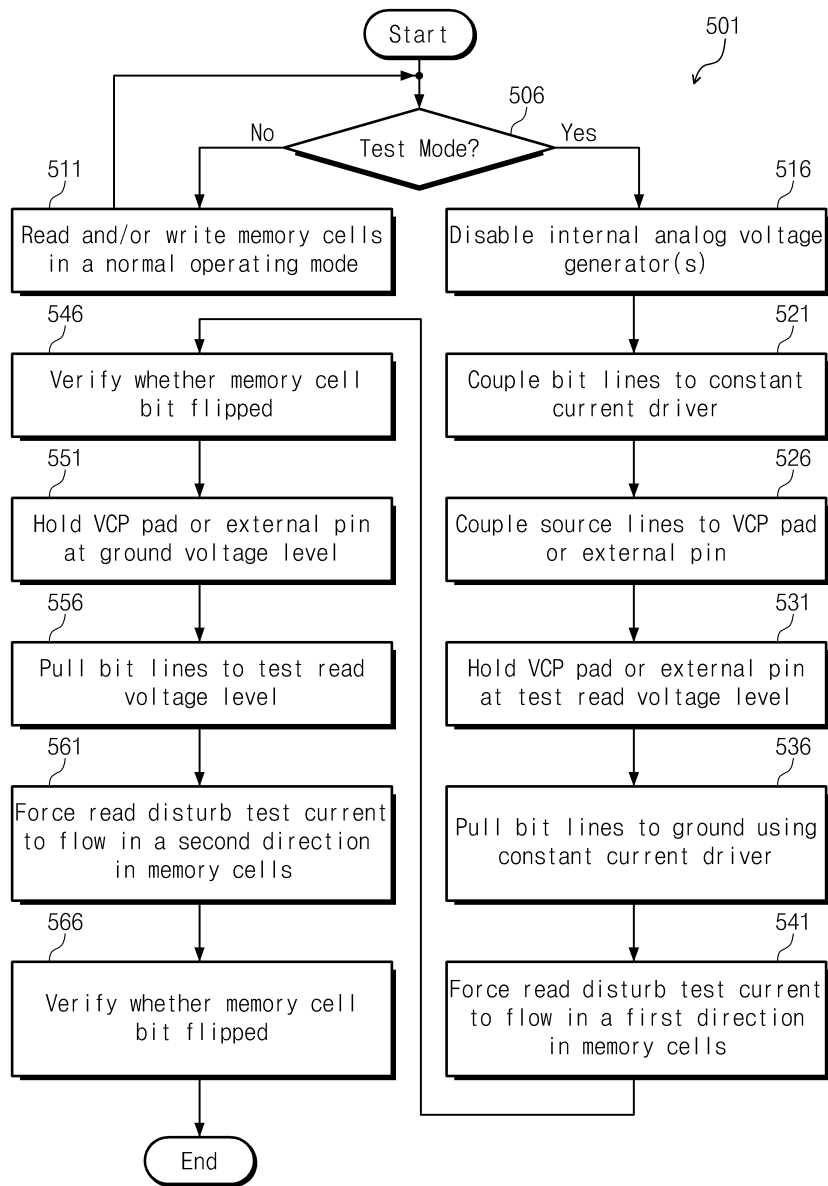 Start
501
506
No
Test Mode?
Yes
511
Read and/or write memory cells
in a normal operating mode
516
Disable internal analog voltage
generator(s)
521
Couple bit lines to constant
current driver
526
Couple source lines to VCP pad
or external pin
531
Hold VCP pad or external pin
at test read voltage level
536
Pull bit lines to ground using
constant current driver
541
Force read disturb test current
to flow in a first direction
in memory cells
546
Verify whether memory cell
bit flipped
551
Hold VCP pad or external pin
at ground voltage level
556
Pull bit lines to test read
voltage level
561
Force read disturb test current
to flow in a second direction
in memory cells
566
Verify whether memory cell
bit flipped
End